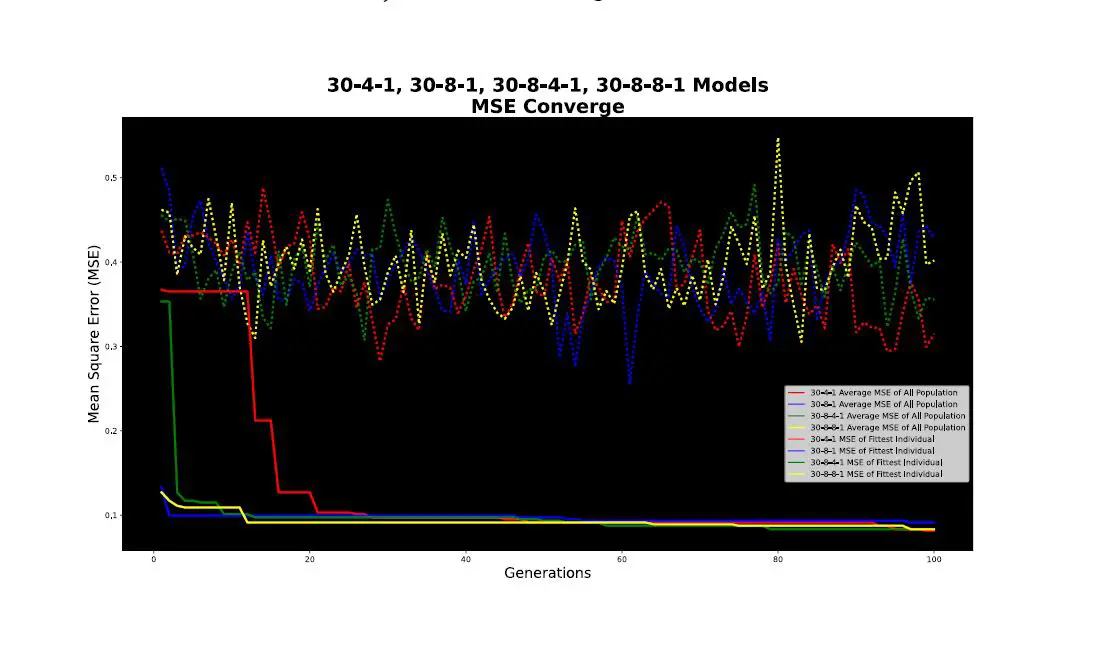 30-4-1, 30-8-1, 30-8-4-1, 30-8-8-1 Models
MSE Converge
Mean Square Error (MSE)
0.5
0.4
0.3
0.2
0.1
30-4-1 Average MSE of All Population
30-8-1 Average MSE of All Population
30-8-4-1 Average MSE of All Population
30-8-8-1 Average MSE of All Population
30-4-1 MSE of Fittest Individual
30-8-1 MSE of Fittest Individual
30-8-4-1 MSE of Fittest Individual
30-8-8-1 MSE of Fittest Individual
0 20 40 60 80 100
Generations